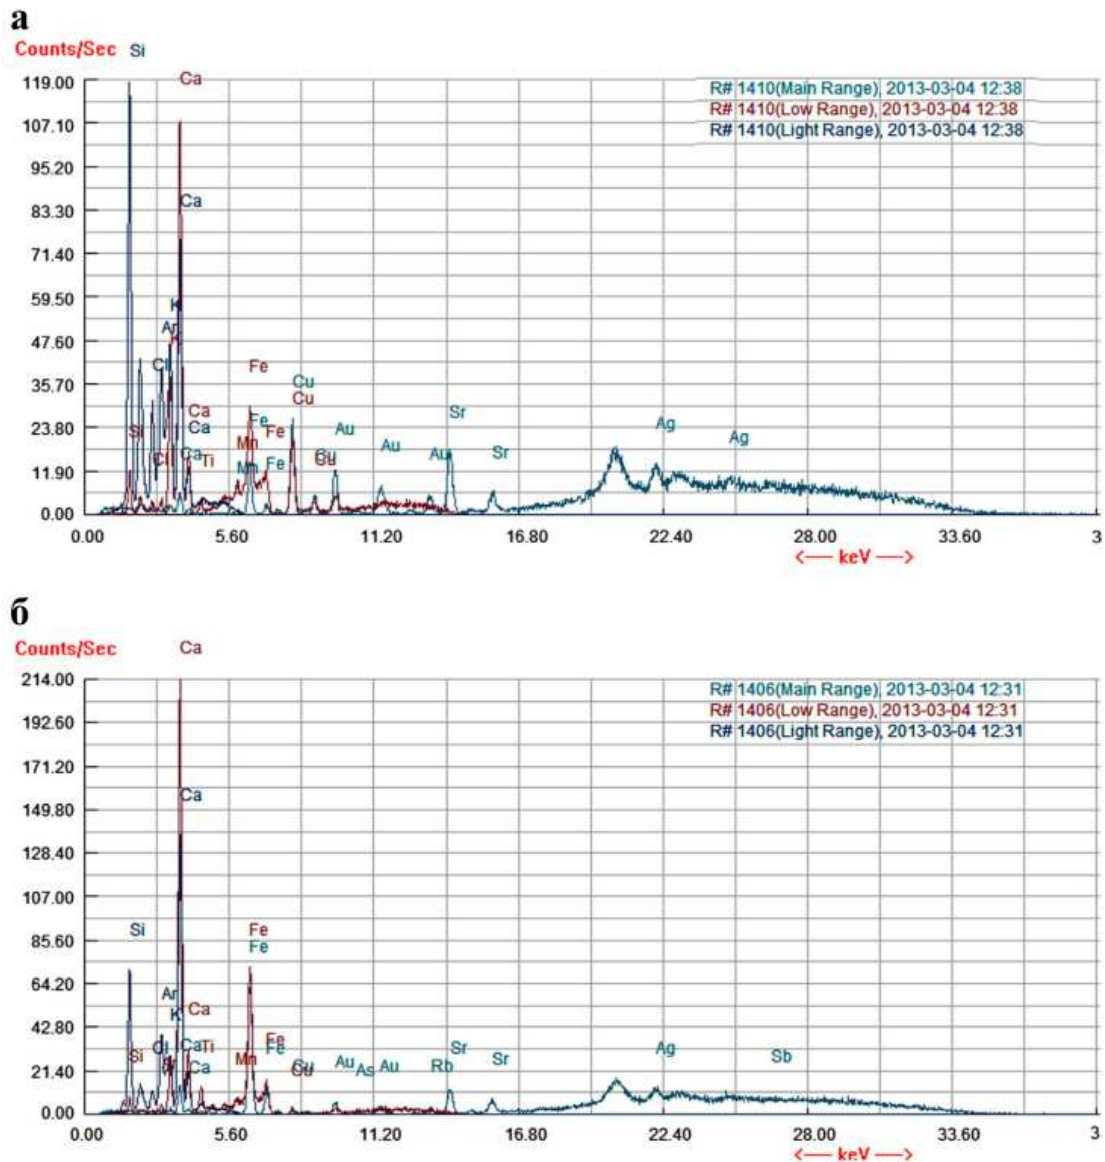 а
Counts/Sec
Si
Ca
119.00
R# 1410(Main Range), 2013-03-04 12:38
R# 1410(Low Range), 2013-03-04 12:38
107.10
R# 1410(Light Range), 2013-03-04 12:38
95.20
Ca
83.30
71.40
59.50
K
Ar
47.60
Cl
Fe
35.70
Cu
Cu
Ca
Sr
Fe
Ag
23.80
Si
Ca
Fe
Au
Mn
Ag
Au
Ca
Cl
Ti
Mn
Fe
Cu
Au
Sr
11.90
0.00
0.00 5.60 11.20 16.80 22.40 28.00 33.60 3
<— keV —>
б
Counts/Sec
Ca
214.00
R# 1406(Main Range), 2013-03-04 12:31
192.60
R# 1406(Low Range), 2013-03-04 12:31
R# 1406(Light Range), 2013-03-04 12:31
171.20
Ca
149.80
128.40
107.00
Si
Fe
85.60
Fe
64.20
Ar
K
Ca
42.80
Fe
Si
Cl
Ca
Ti
Fe
Sr
Ag
Sb
Mn
Ca
Cu
Cu
Au
As
Au
Rb
Sr
21.40
0.00
0.00 5.60 11.20 16.80 22.40 28.00 33.60 3
<— keV —>